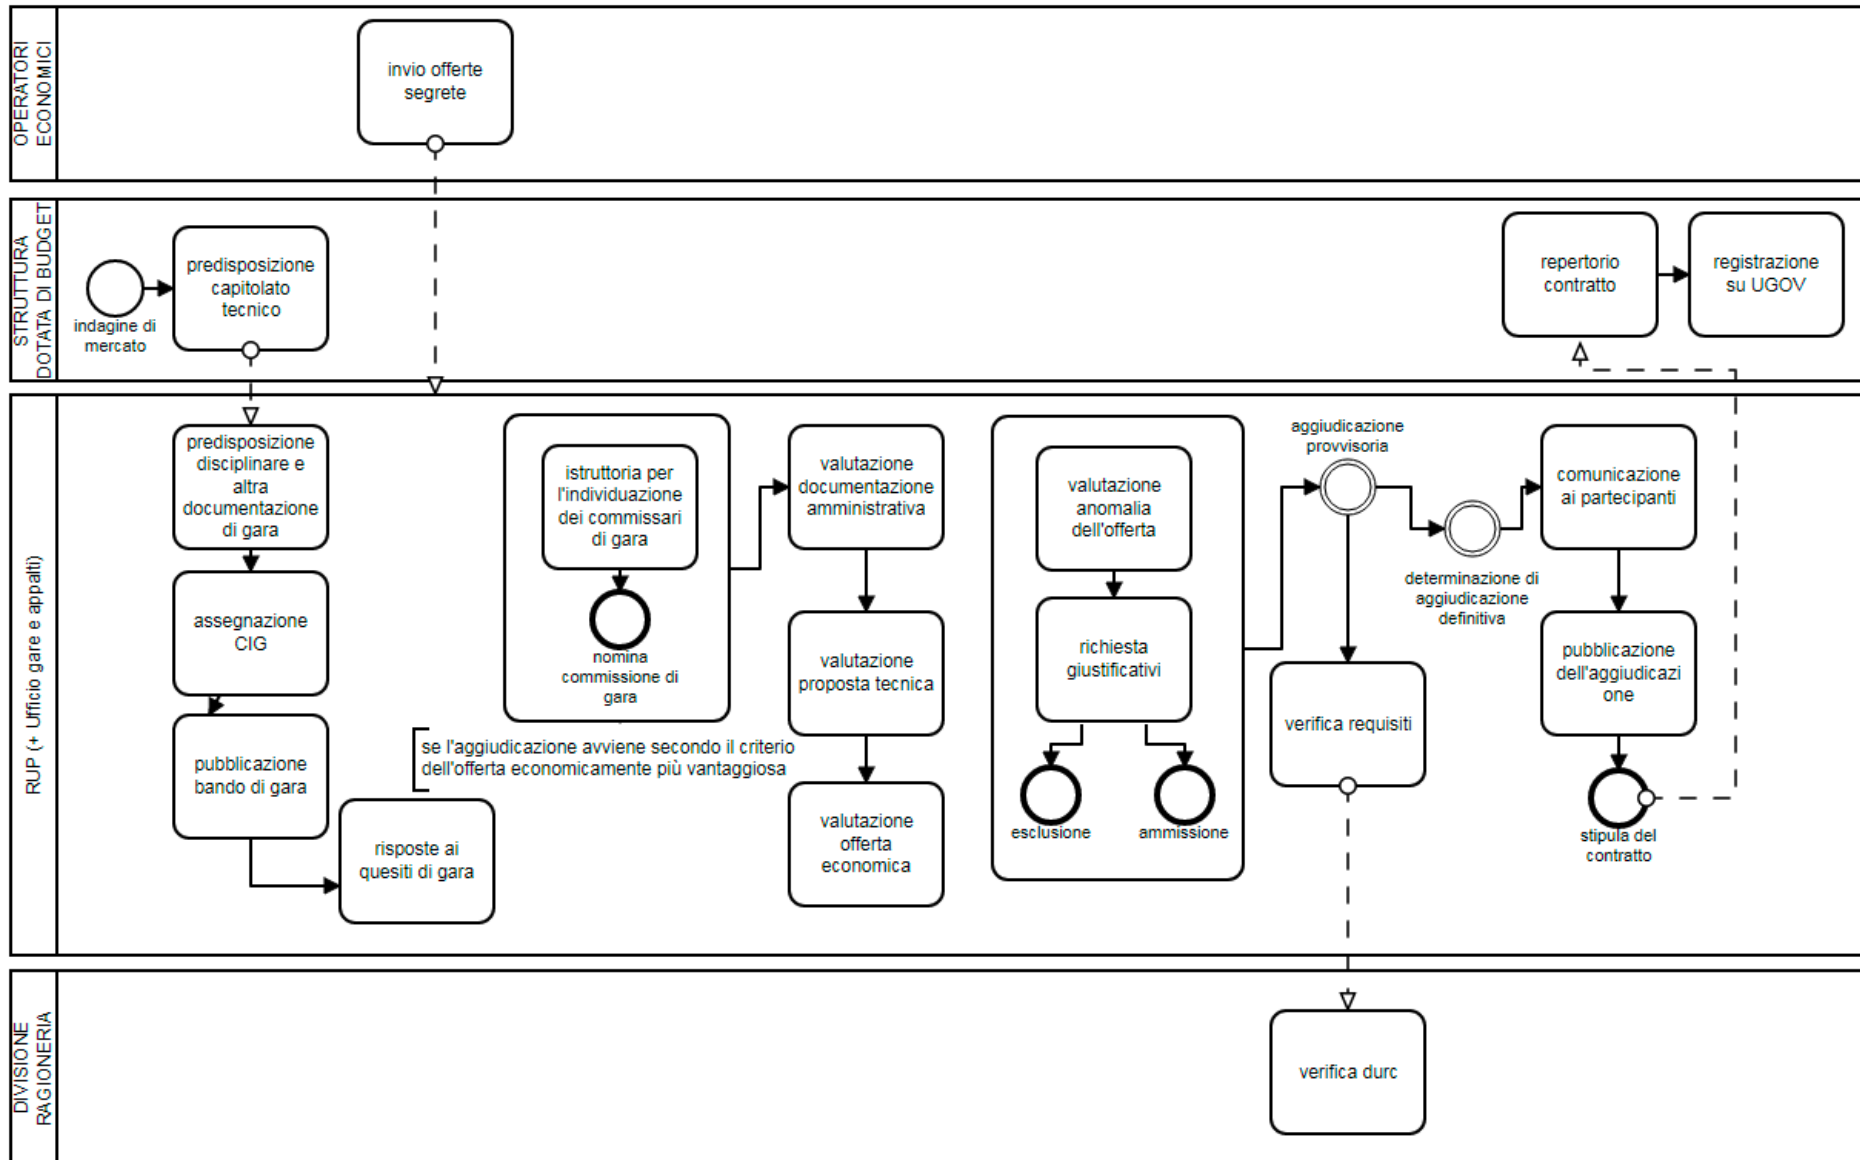 OPERATORI
ECONOMICI
invio offerte
segrete
STRUTTURA
DOTATA DI BUDGET
indagine di
mercato
predisposizione
capitolato
tecnico
repertorio
contratto
registrazione
su UGOV
RUP (+ Ufficio gare e appalti)
predisposizione
disciplinare e
altra
documentazione
di gara
assegnazione
CIG
pubblicazione
bando di gara
risposte ai
quesiti di gara
istruttoria per
l'individuazione
dei commissari
di gara
nomina
commissione di
gara
se l'aggiudicazione avviene secondo il criterio
dell'offerta economicamente più vantaggiosa
valutazione
documentazione
amministrativa
valutazione
proposta tecnica
valutazione
offerta
economica
valutazione
anomalia
dell'offerta
richiesta
giustificativi
esclusione
ammissione
aggiudicazione
provvisoria
verifica requisiti
determinazione di
aggiudicazione
definitiva
comunicazione
ai partecipanti
pubblicazione
dell'aggiudicazi
one
stipula del
contratto
DIVISIONE
RAGIONERIA
verifica durc